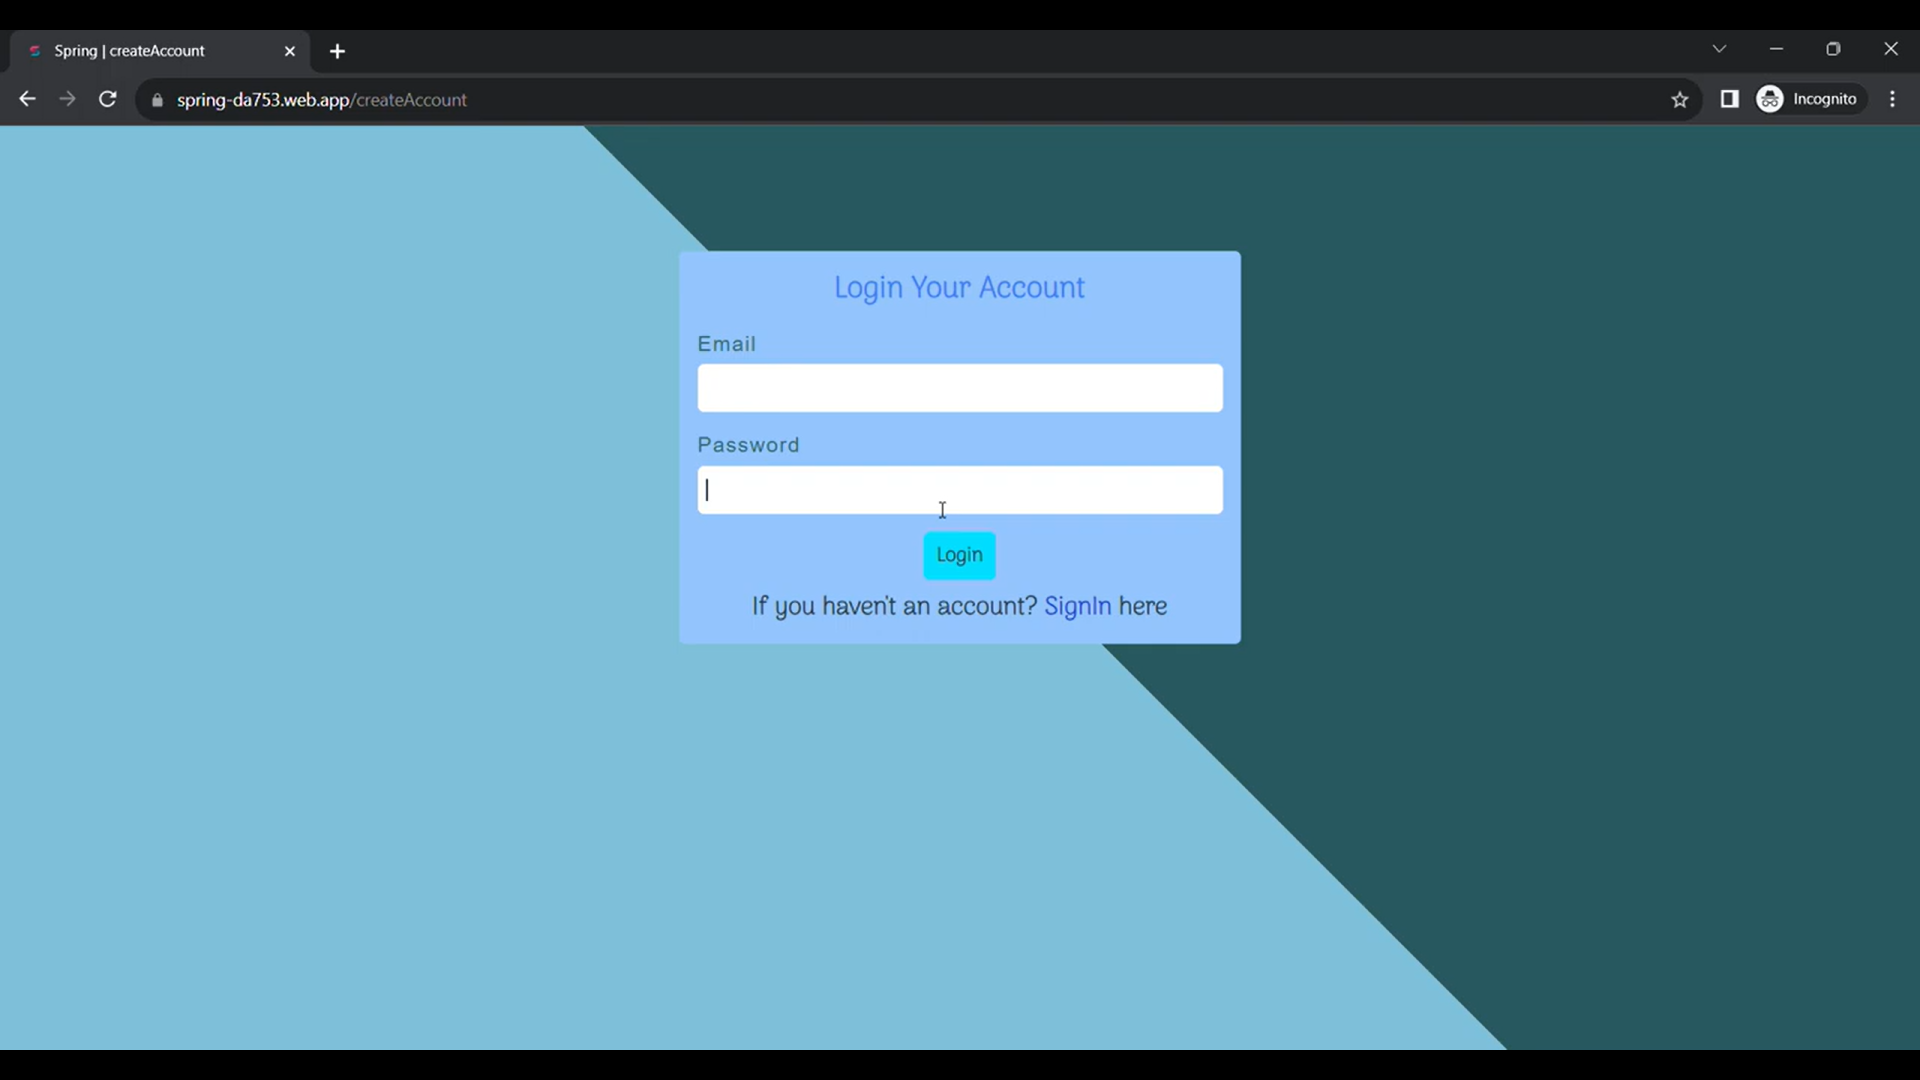 Spring | createAccount
spring-da753.web.app/createAccount
Incognito
Login Your Account
Email
Password
Login
If you haven't an account? SignIn here